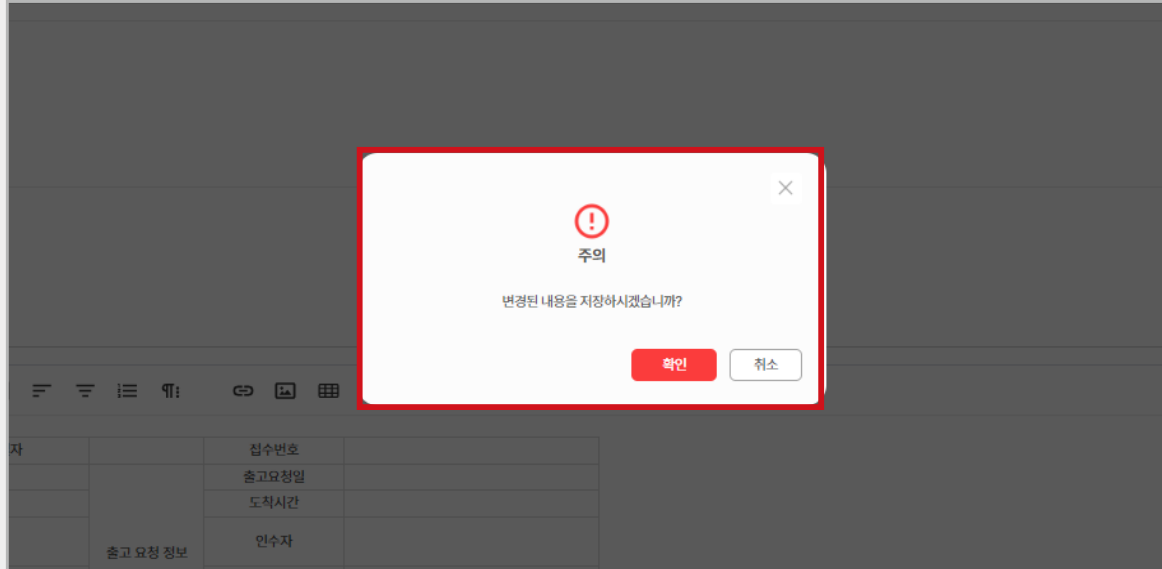 주의
변경된 내용을 저장하시겠습니까?
확인 취소
자 접수번호
출고요청일
도착시간
인수자
출고 요청 정보